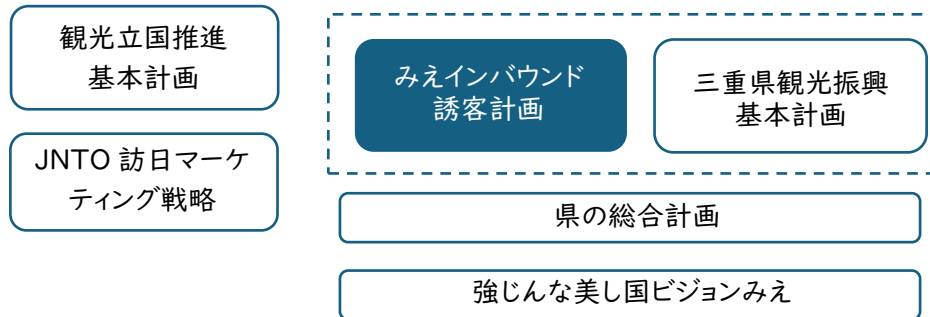 観光立国推進
基本計画
JNTO 訪日マーケ
ティング戦略
みえインバウンド
誘客計画
三重県観光振興
基本計画
県の総合計画
強じんな美し国ビジョンみえ